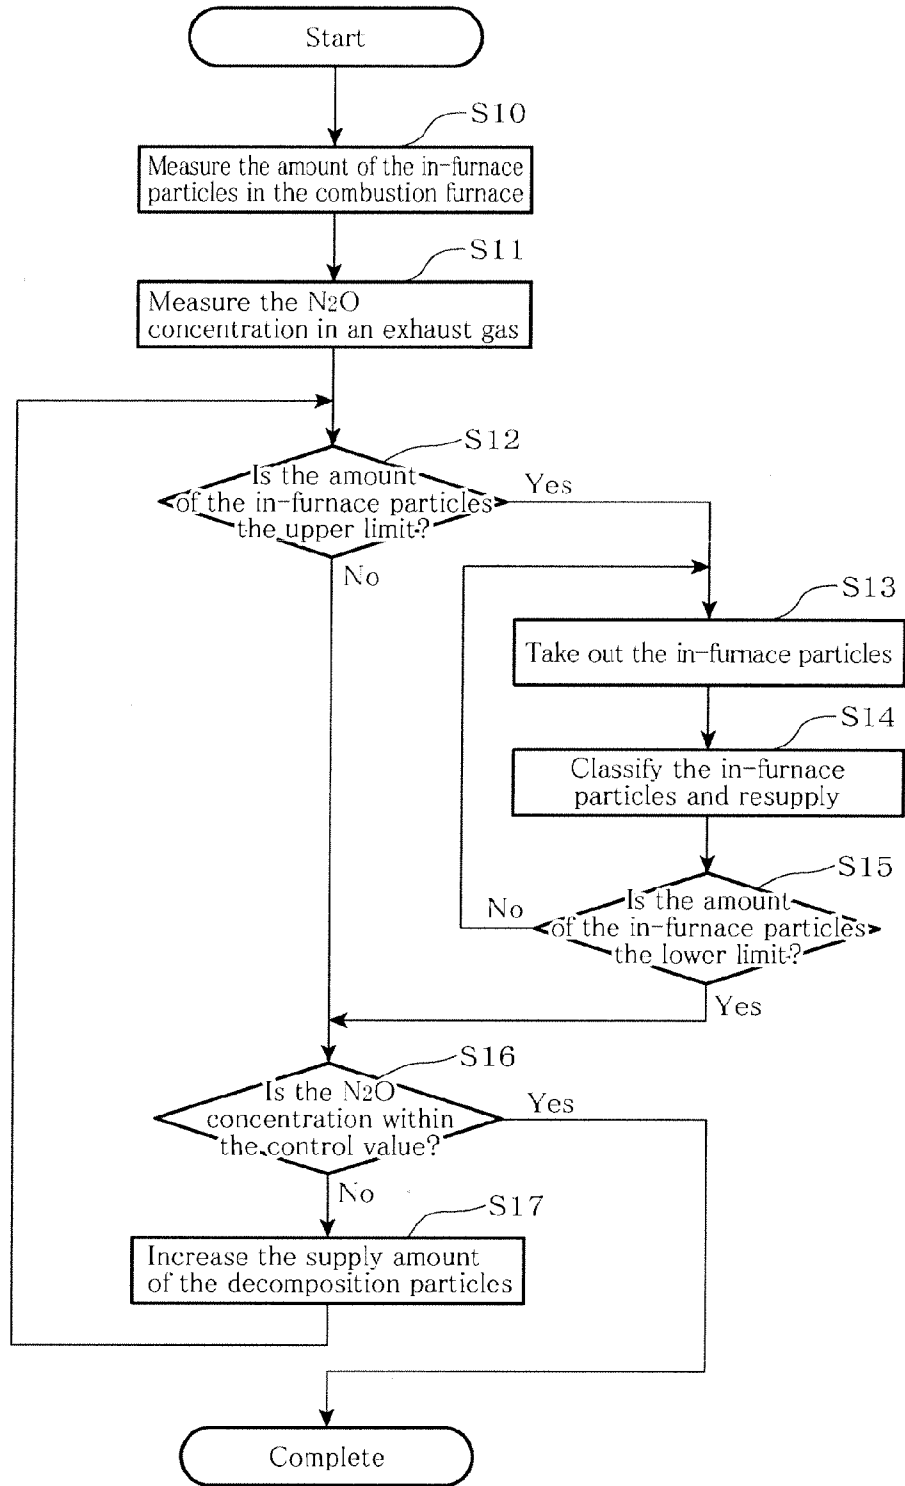 Start
S10
Measure the amount of the in-furnace
particles in the combustion furnace
S11
Measure the N2O
concentration in an exhaust gas
S12
Is the amount
of the in-furnace particles
the upper limit?
Yes
No
S13
Take out the in-furnace particles
S14
Classify the in-furnace
particles and resupply
S15
Is the amount
of the in-furnace particles
the lower limit?
No
Yes
S16
Is the N2O
concentration within
the control value?
Yes
No
S17
Increase the supply amount
of the decomposition particles
Complete